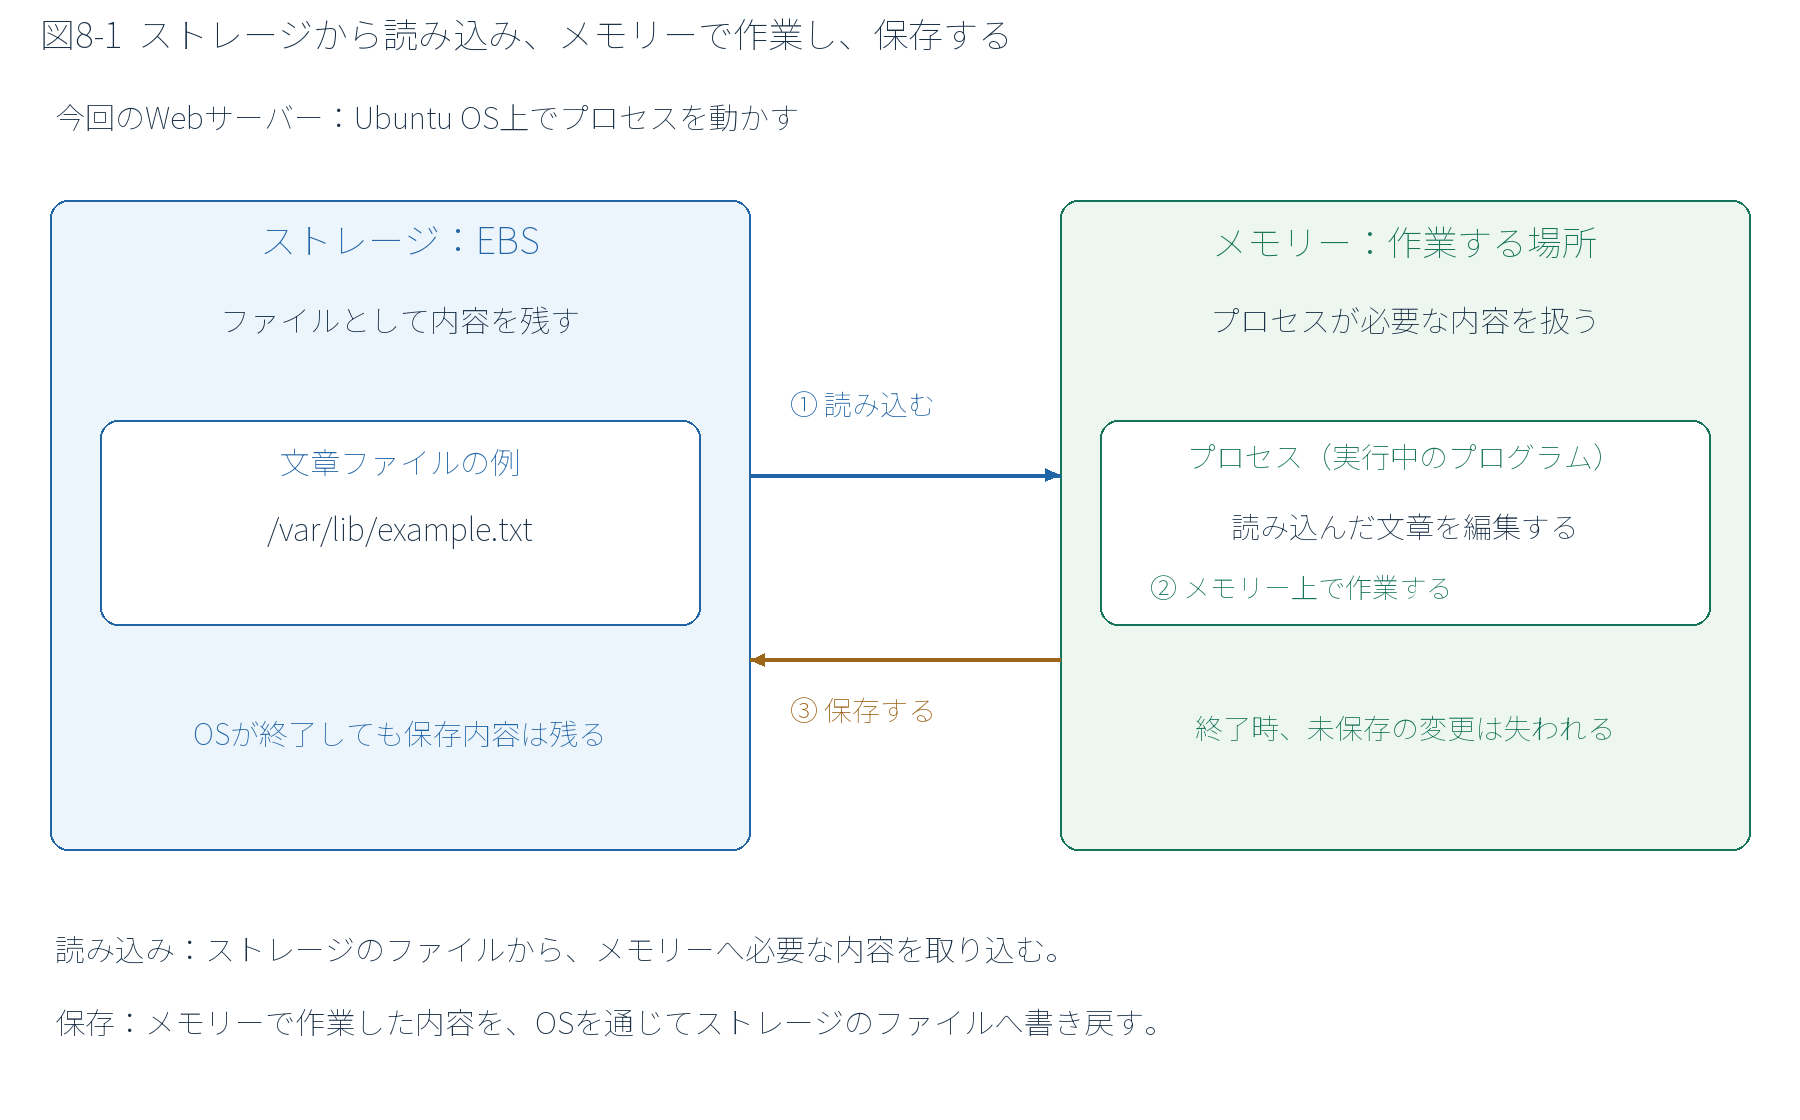 図8-1 ストレージから読み込み、メモリーで作業し、保存する
今回のWebサーバー：Ubuntu OS上でプロセスを動かす
ストレージ：EBS
ファイルとして内容を残す
文章ファイルの例
/var/lib/example.txt
OSが終了しても保存内容は残る
① 読み込む
③ 保存する
メモリー：作業する場所
プロセスが必要な内容を扱う
プロセス（実行中のプログラム）
読み込んだ文章を編集する
② メモリー上で作業する
終了時、未保存の変更は失われる
読み込み：ストレージのファイルから、メモリーへ必要な内容を取り込む。
保存：メモリーで作業した内容を、OSを通じてストレージのファイルへ書き戻す。